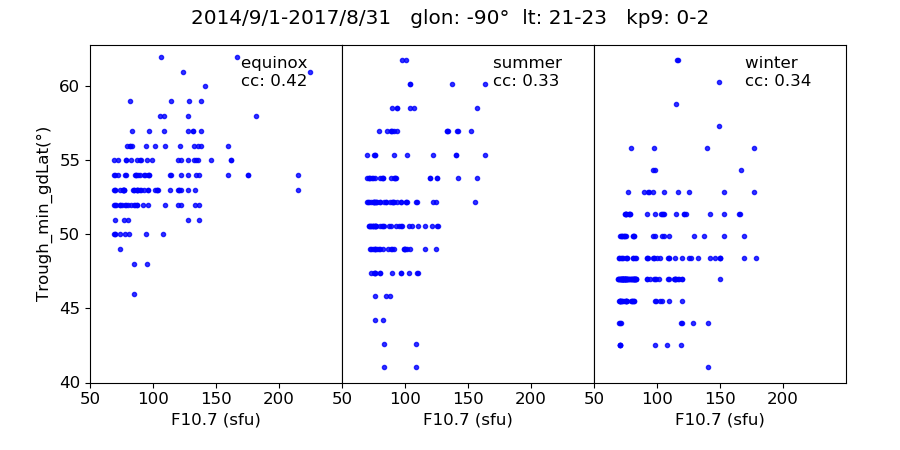 2014/9/1-2017/8/31   glon: -90°  lt: 21-23   kp9: 0-2
equinox
cc: 0.42
summer
cc: 0.33
winter
cc: 0.34
Trough_min_gdLat(°)
60
55
50
45
40
50 100 150 200 50 100 150 200 50 100 150 200
F10.7 (sfu) F10.7 (sfu) F10.7 (sfu)